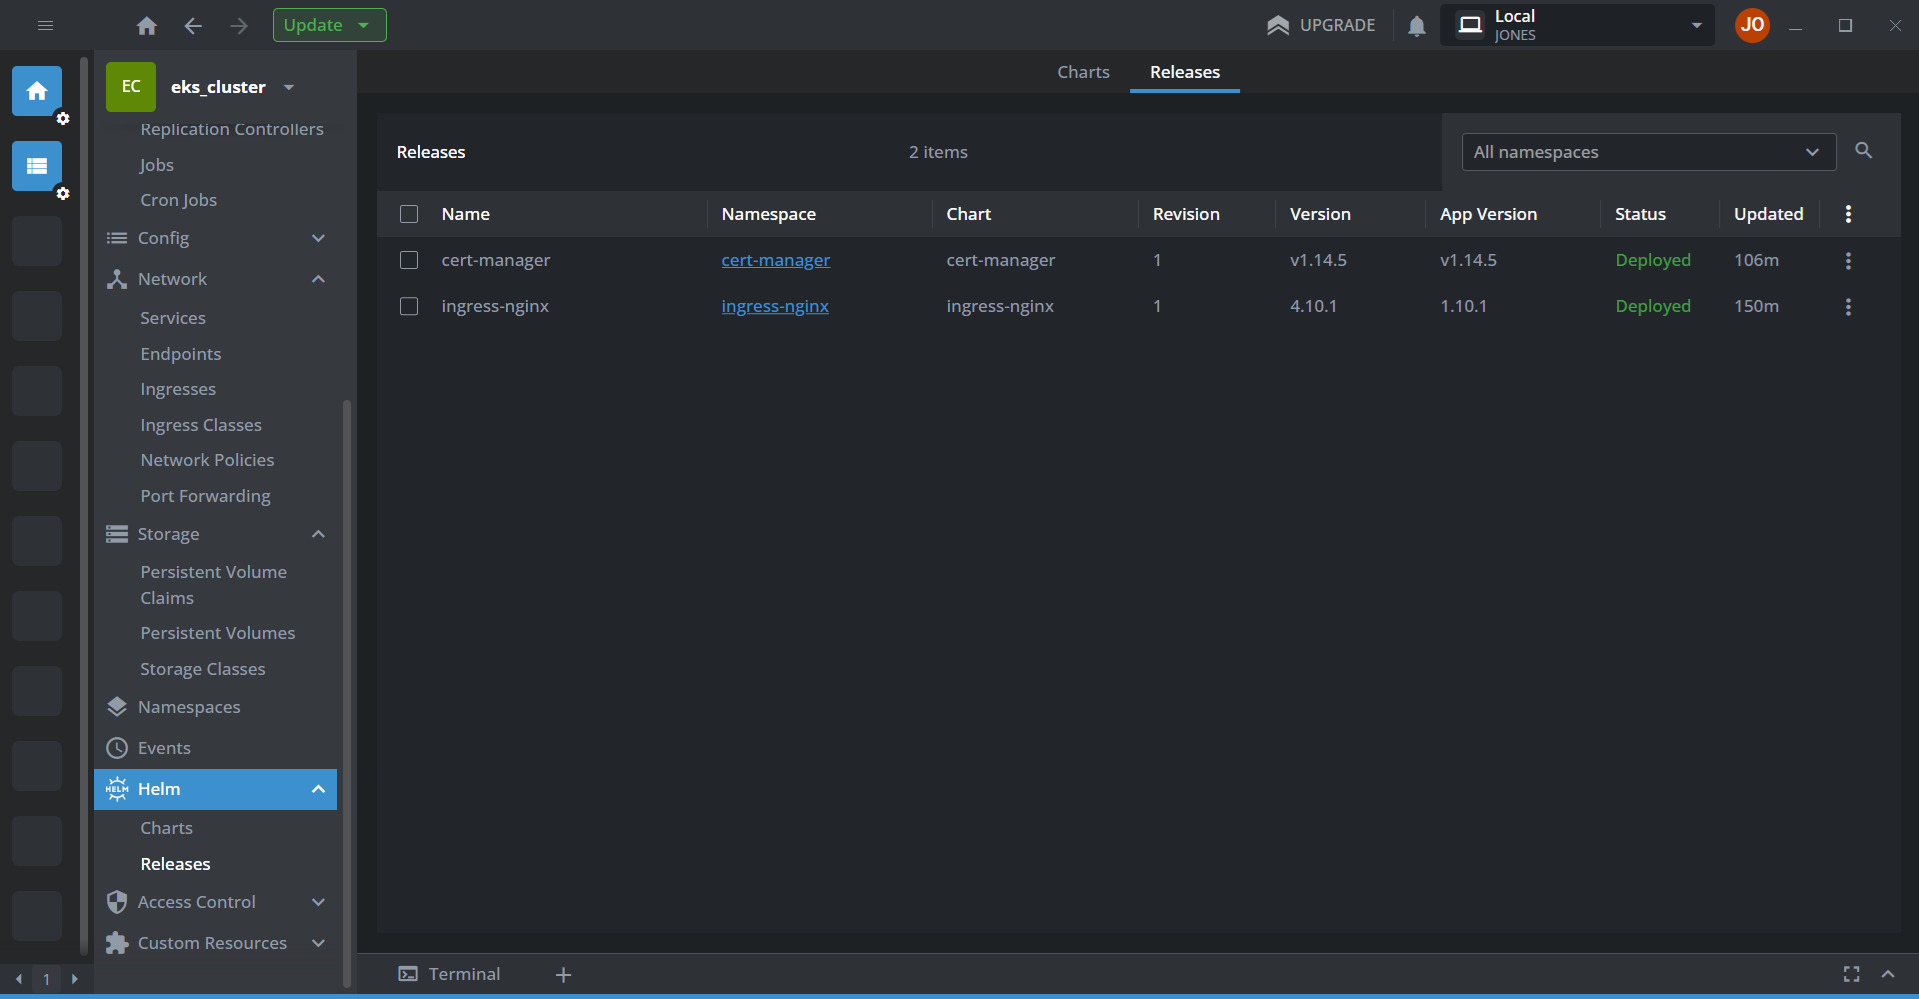 Update
UPGRADE
Local
JONES
JO
EC
eks_cluster
Replication Controllers
Jobs
Cron Jobs
Config
Network
Services
Endpoints
Ingresses
Ingress Classes
Network Policies
Port Forwarding
Storage
Persistent Volume
Claims
Persistent Volumes
Storage Classes
Namespaces
Events
HELM
Helm
Charts
Releases
Access Control
Custom Resources
1
Charts Releases
Releases 2 items All namespaces
Name Namespace Chart Revision Version App Version Status Updated
cert-manager cert-manager cert-manager 1 v1.14.5 v1.14.5 Deployed 106m
ingress-nginx ingress-nginx ingress-nginx 1 4.10.1 1.10.1 Deployed 150m
Terminal